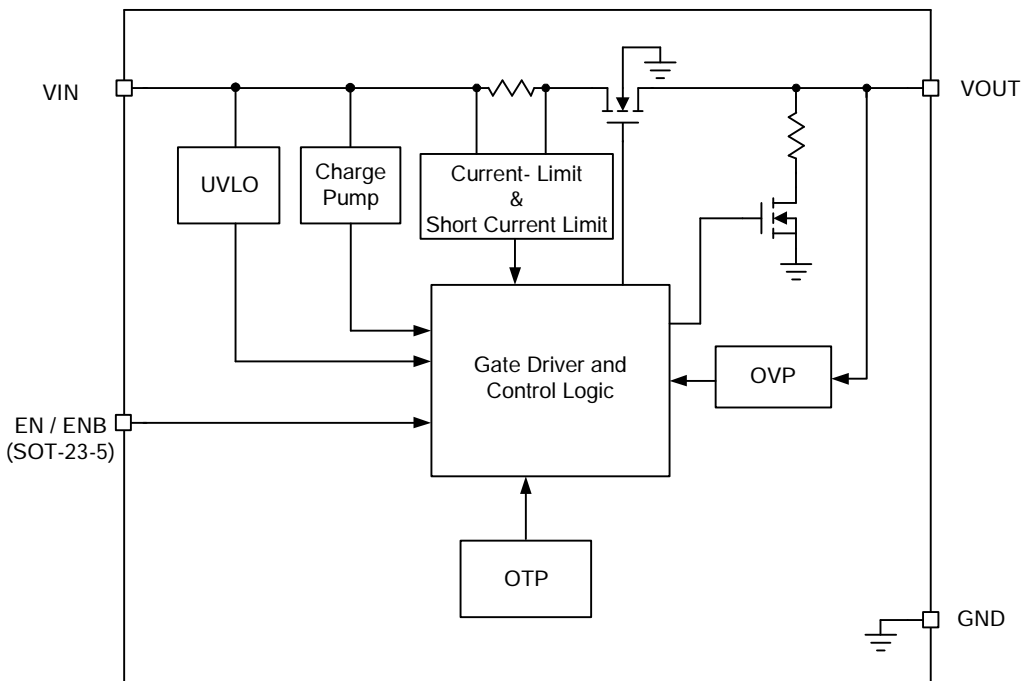 VIN
VOUT
UVLO
Charge
Pump
Current- Limit
&
Short Current Limit
Gate Driver and
Control Logic
OVP
EN / ENB
(SOT-23-5)
OTP
GND